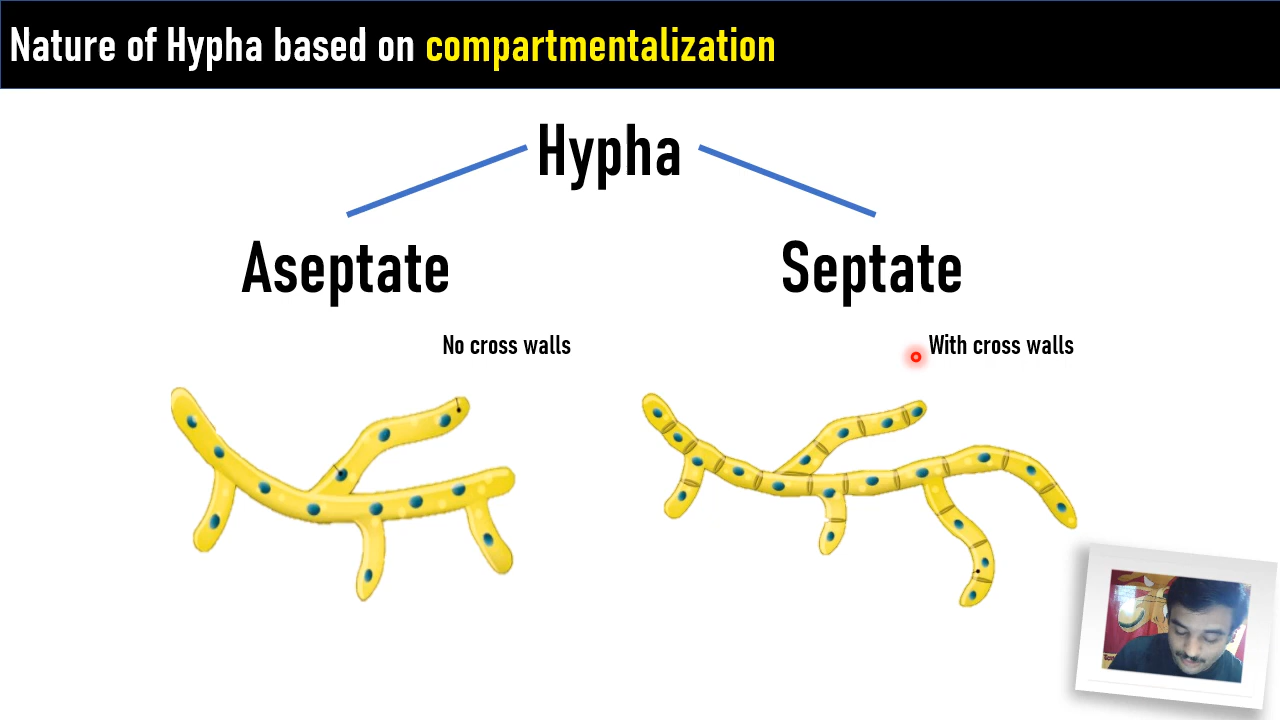 Nature of Hypha based on compartmentalization
Hypha
Aseptate
Septate
No cross walls
With cross walls